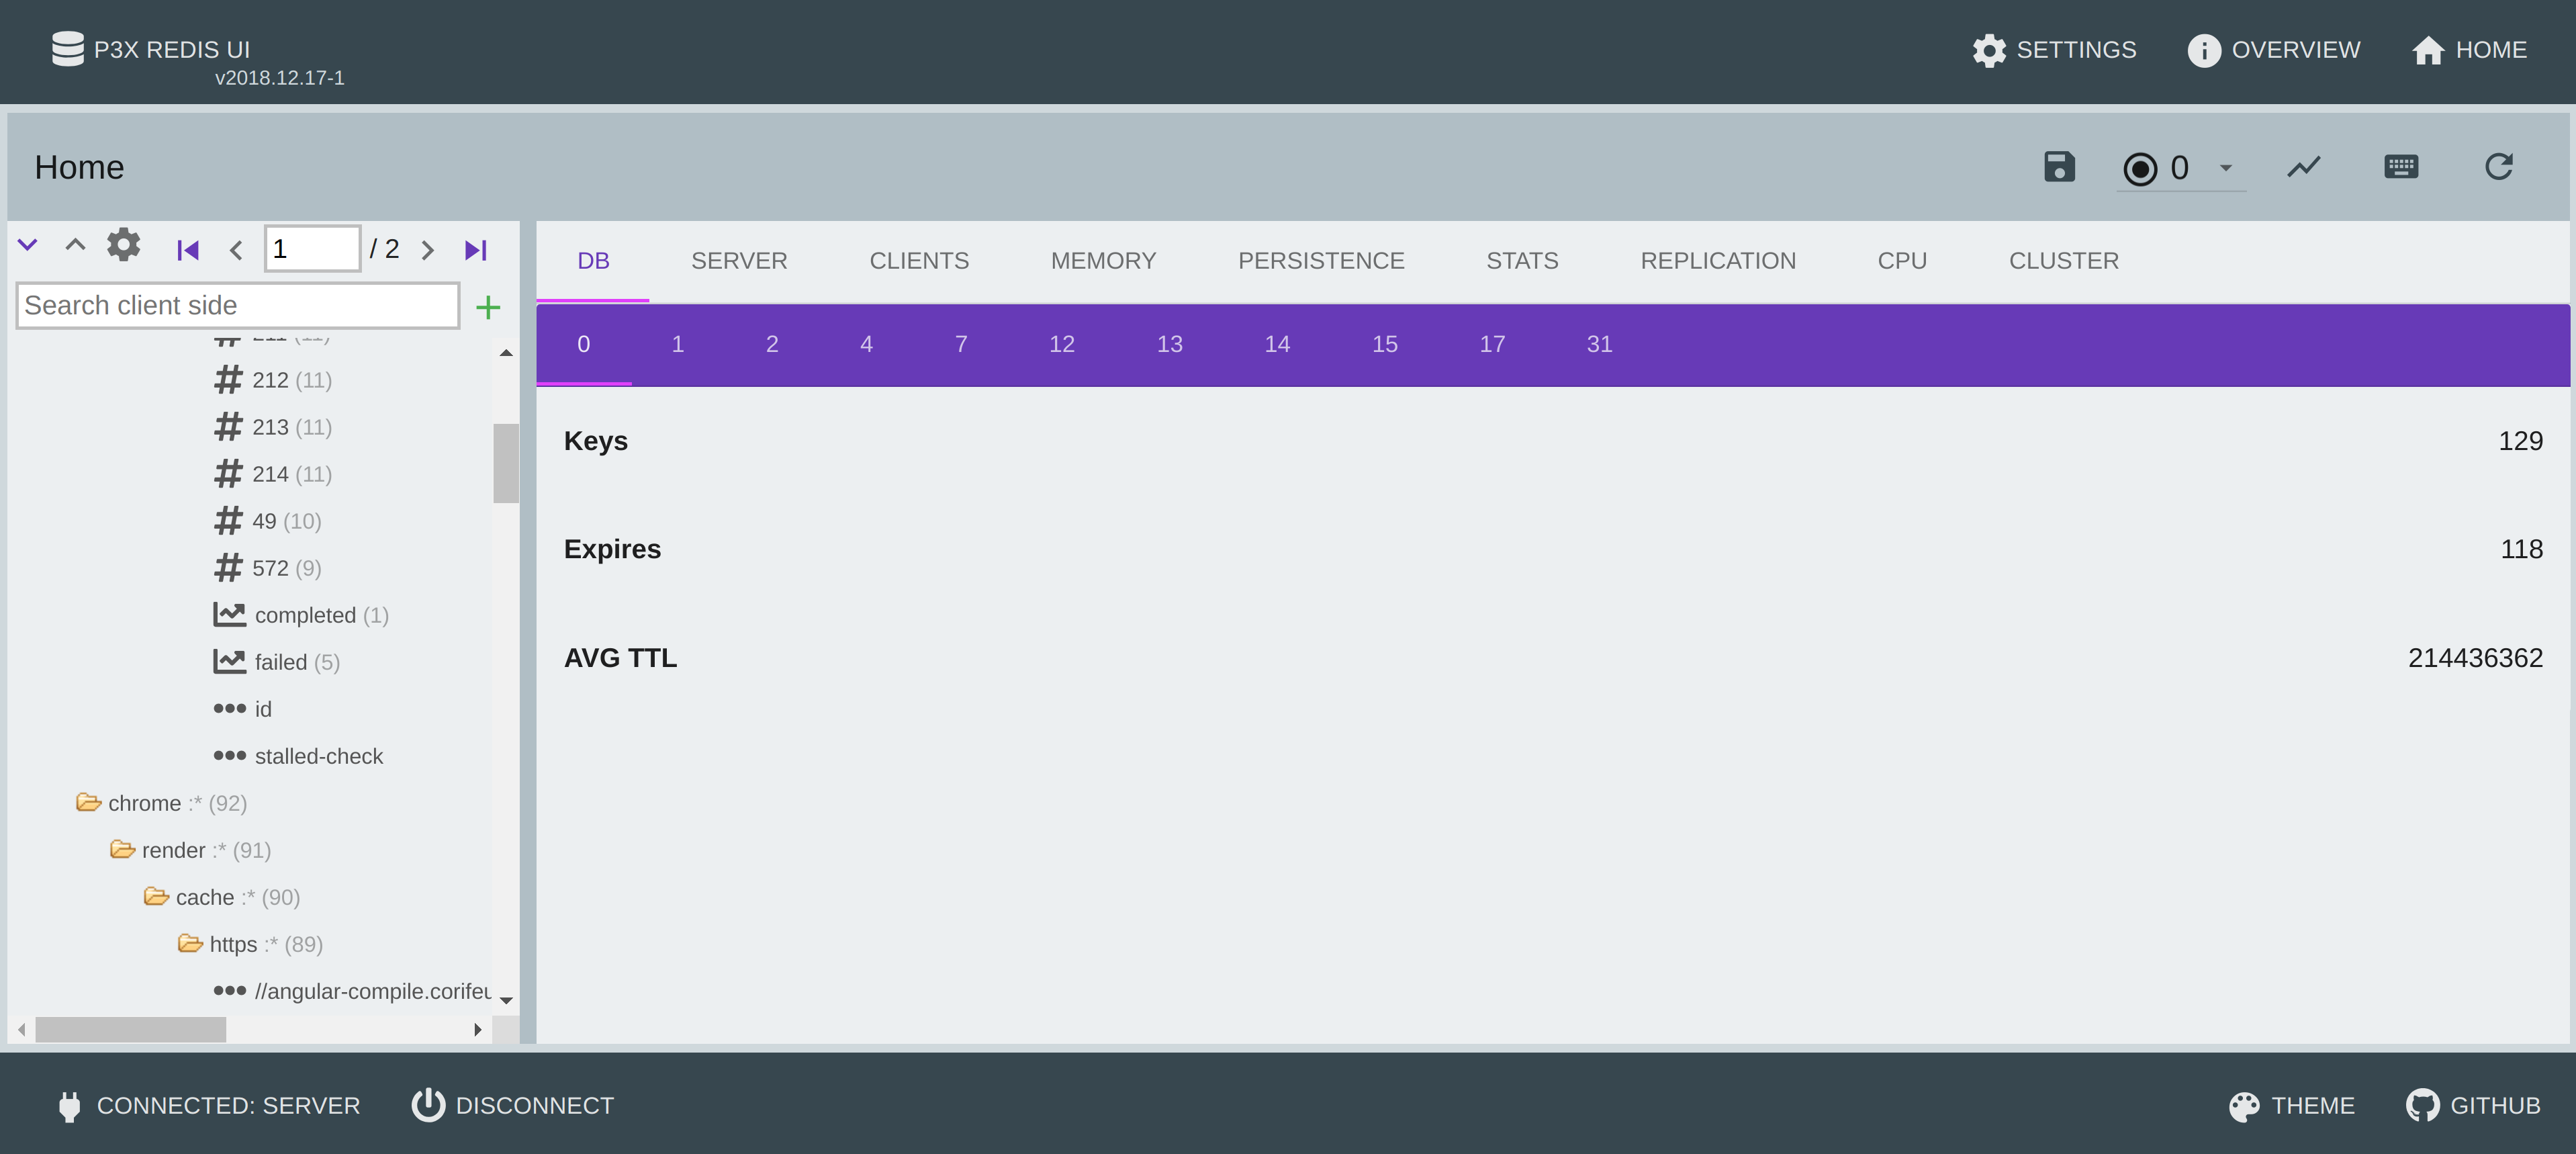 P3X REDIS UI
v2018.12.17-1
SETTINGS
OVERVIEW
HOME
Home
0
1
/ 2
Search client side
212 (11)
213 (11)
214 (11)
49 (10)
572 (9)
completed (1)
failed (5)
id
stalled-check
chrome :* (92)
render :* (91)
cache :* (90)
https :* (89)
//angular-compile.corifeu
DB SERVER CLIENTS MEMORY PERSISTENCE STATS REPLICATION CPU CLUSTER
0 1 2 4 7 12 13 14 15 17 31
Keys 129
Expires 118
AVG TTL 214436362
CONNECTED: SERVER
DISCONNECT
THEME
GITHUB